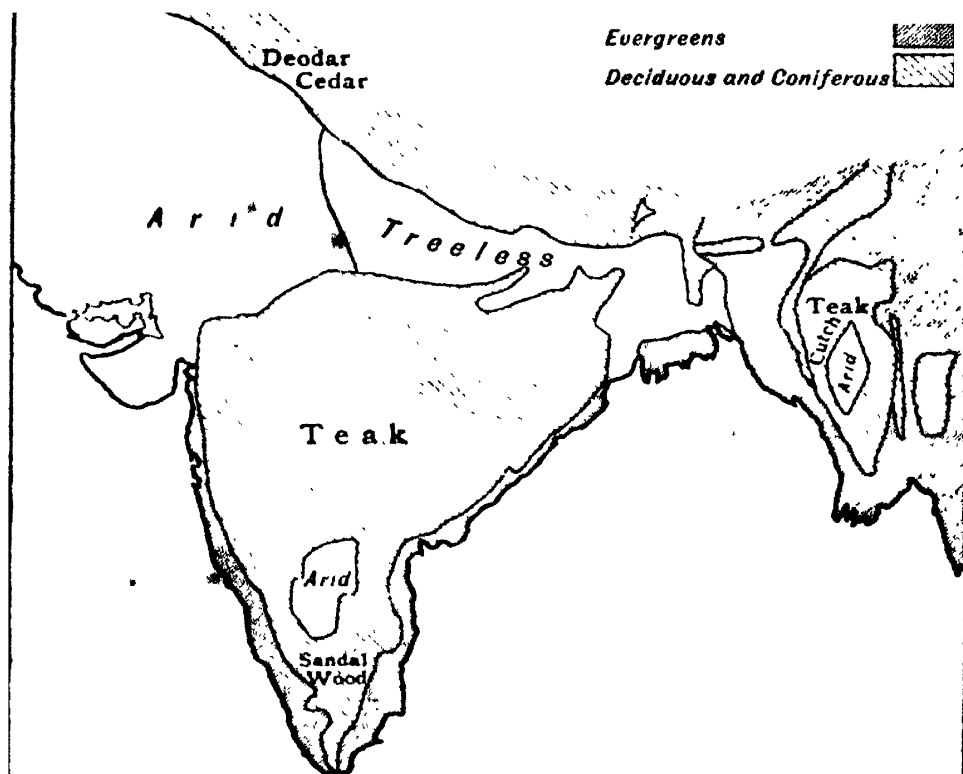 Evergreens
Deciduous and Coniferous
Deodar
Cedar
Arid
Treeless
Teak
Cutch
Arid
Teak
Arid
Sandal
Wood